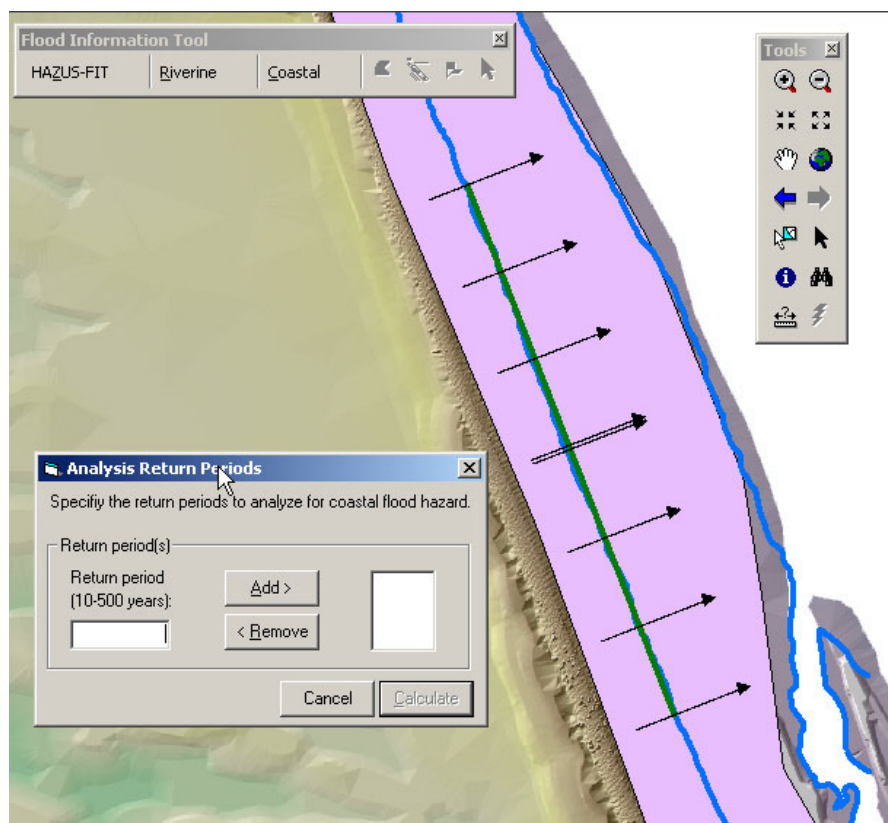 Flood Information Tool
HAZUS-FIT Riverine Coastal
Tools
Analysis Return Periods
Specifiy the return periods to analyze for coastal flood hazard.
Return period(s)
Return period
(10-500 years):
Add >
< Remove
Cancel Calculate